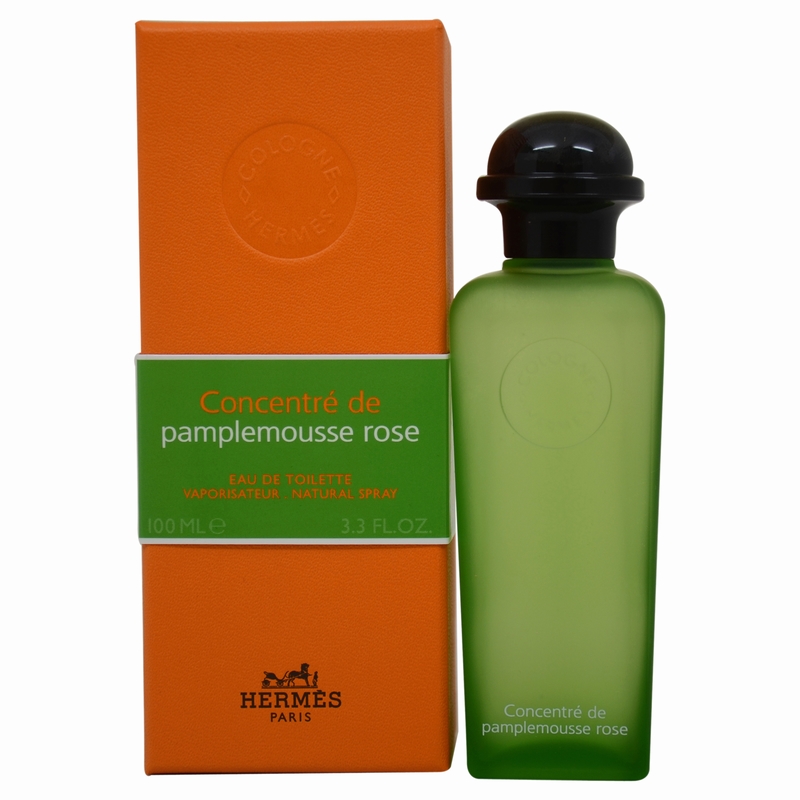 COLOGNE
HERMÈS
Concentré de
pamplemousse rose
EAU DE TOILETTE
VAPORISATEUR . NATURAL SPRAY
100 ML ℮
3.3 FL.OZ.
HERMÈS
PARIS
COLOGNE
Concentré de
pamplemousse rose